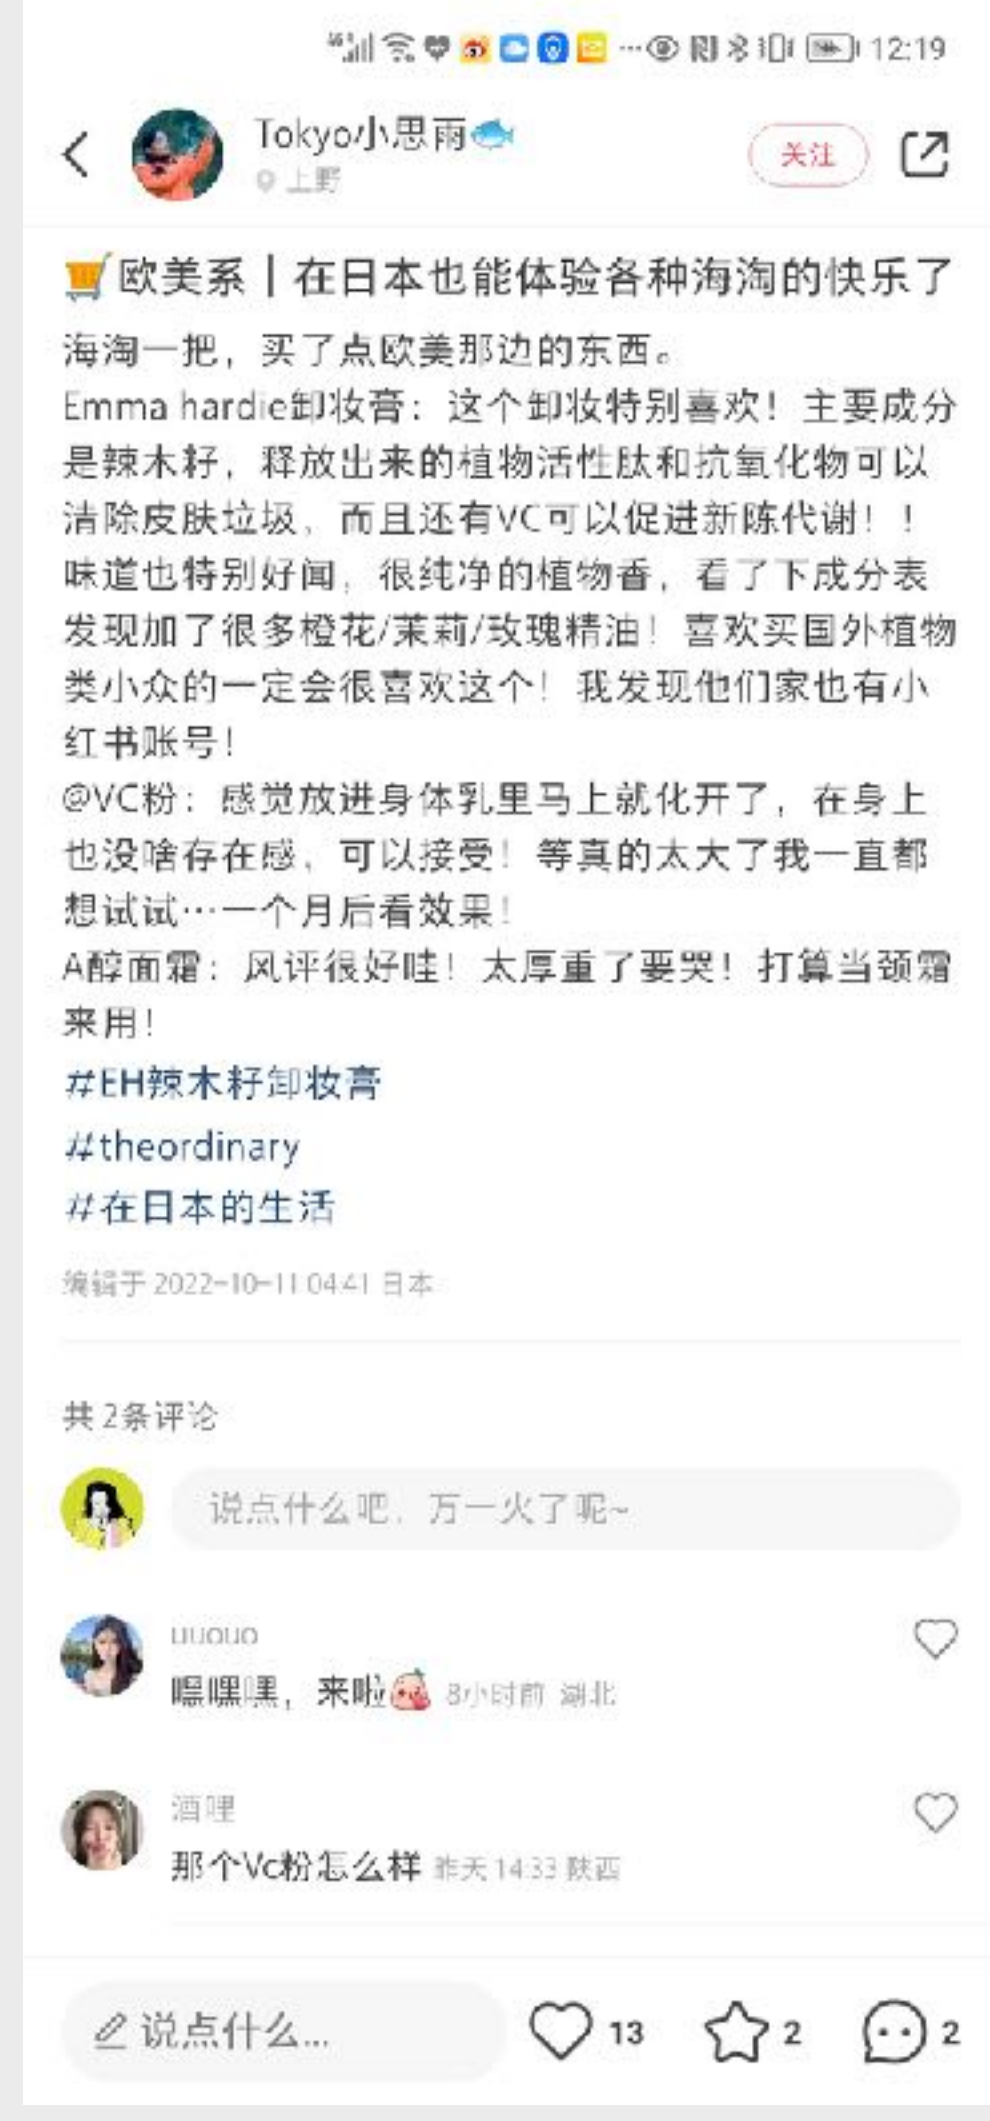 12:19
Tokyo小思雨
上野
关注
欧美系 | 在日本也能体验各种海淘的快乐了
海淘一把，买了点欧美那边的东西。
Emma hardie卸妆膏：这个卸妆特别喜欢！主要成分
是辣木籽，释放出来的植物活性肽和抗氧化物可以
清除皮肤垃圾，而且还有VC可以促进新陈代谢！！
味道也特别好闻，很纯净的植物香，看了下成分表
发现加了很多橙花/茉莉/玫瑰精油！喜欢买国外植物
类小众的一定会很喜欢这个！我发现他们家也有小
红书账号！
@VC粉：感觉放进身体乳里马上就化开了，在身上
也没啥存在感，可以接受！等真的太大了我一直都
想试试…一个月后看效果！
A醇面霜：风评很好哇！太厚重了要哭！打算当颈霜
来用！
#EH辣木籽卸妆膏
#theordinary
#在日本的生活
编辑于 2022-10-11 04:41 日本
共 2条评论
说点什么吧，万一火了呢~
uuouo
嘿嘿嘿，来啦 8小时前 湖北
酒哩
那个Vc粉怎么样 昨天 14:33 陕西
说点什么...
13
2
2